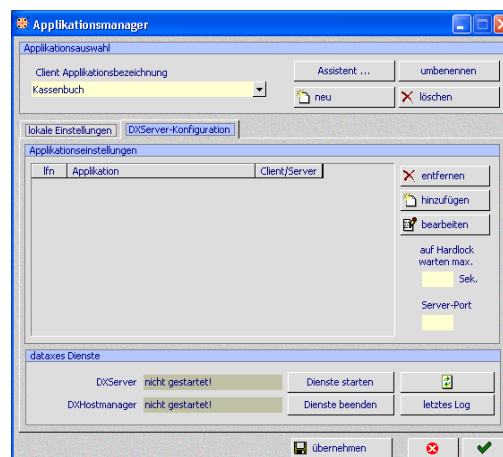 Applikationsmanager
Applikationsauswahl
Client Applikationsbezeichnung
Kassenbuch
Assistent ...
umbenennen
neu
löschen
lokale Einstellungen
DXServer-Konfiguration
Applikationseinstellungen
lfn Applikation Client/Server
entfernen
hinzufügen
bearbeiten
auf Hardlock
warten max.
Sek.
Server-Port
dataxes Dienste
DXServer nicht gestartet! Dienste starten
DXHostmanager nicht gestartet! Dienste beenden letztes Log
übernehmen